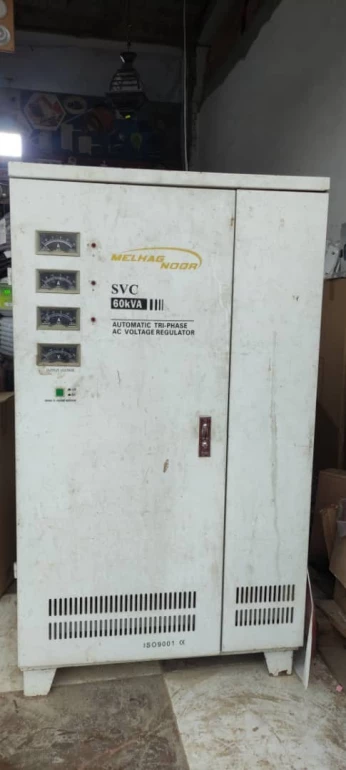 MELHAG
NOOR
SVC
60kVA
AUTOMATIC TRI-PHASE
AC VOLTAGE REGULATOR
ISO9001